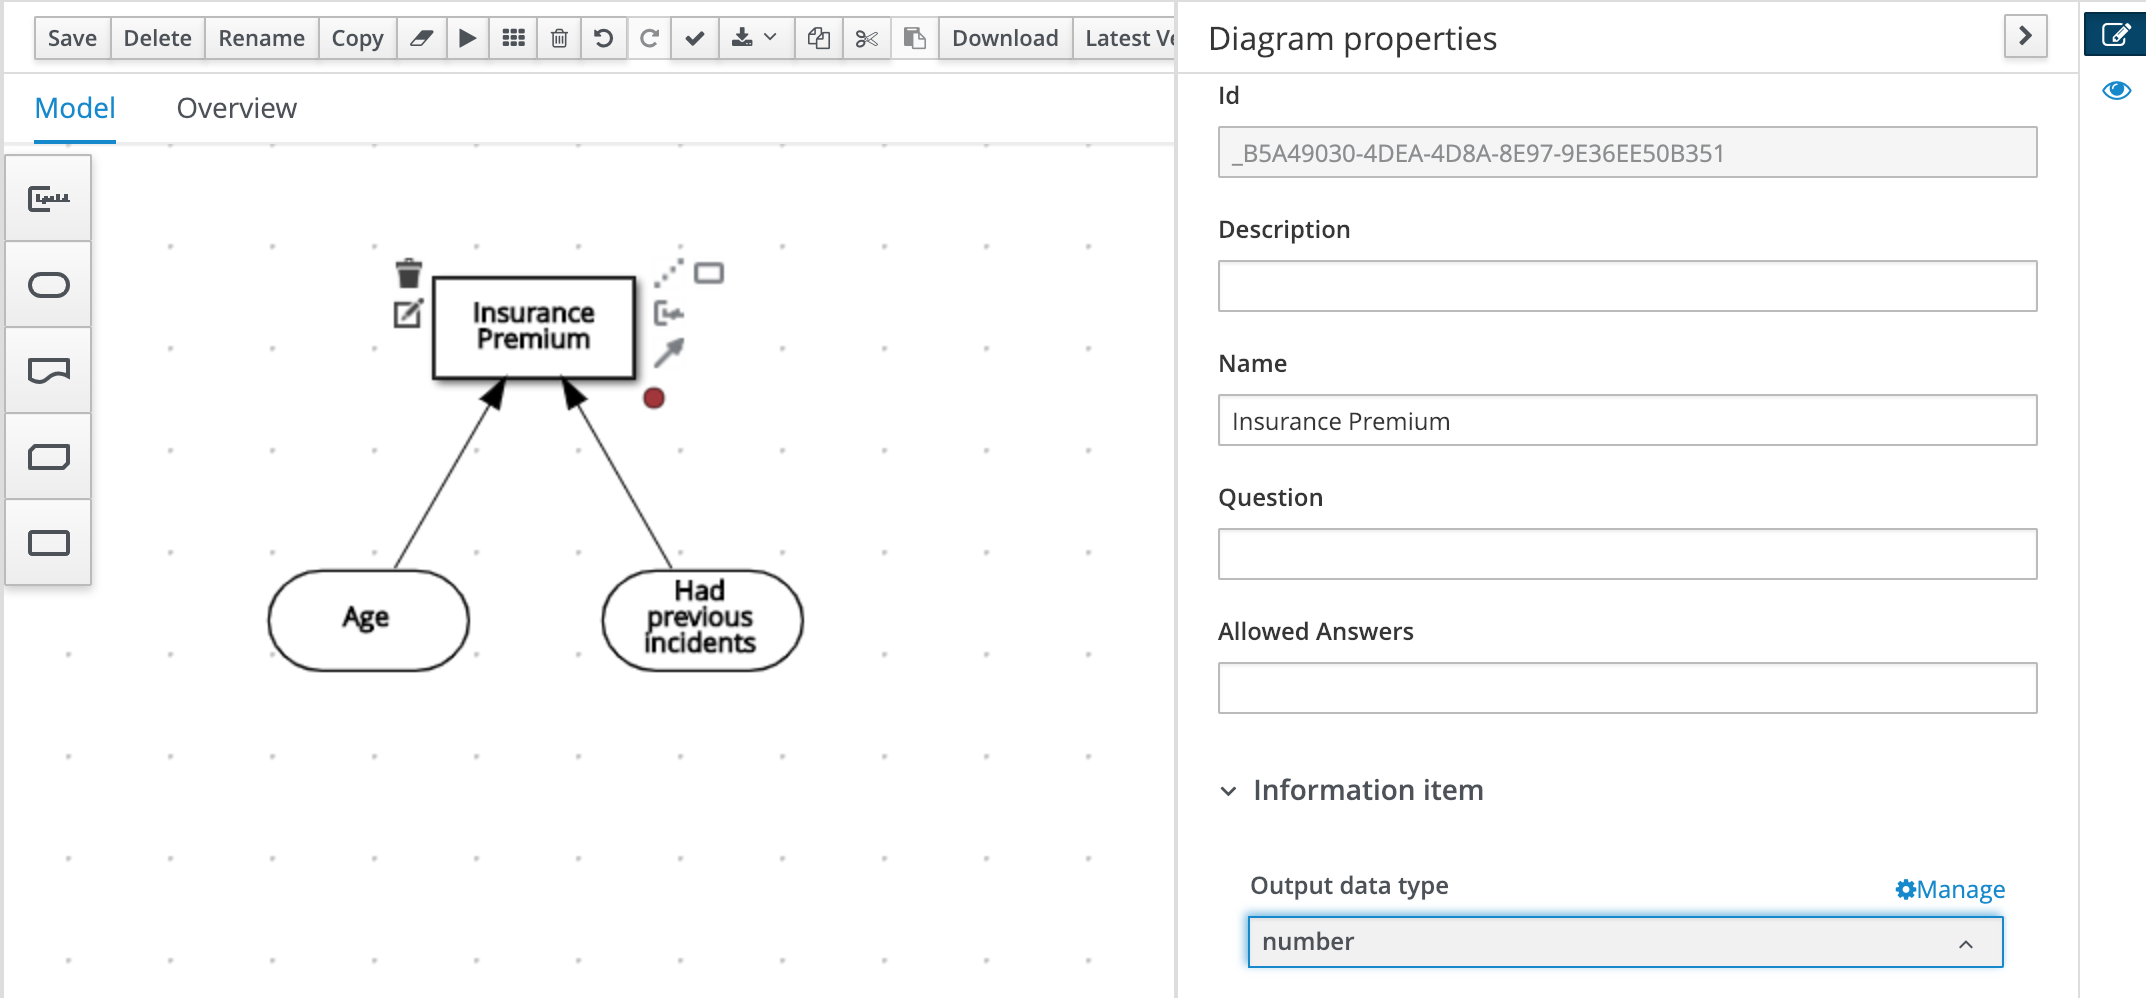 Save Delete Rename Copy Download Latest Ve
Diagram properties
Model Overview
Id
_B5A49030-4DEA-4D8A-8E97-9E36EE50B351
Description
Insurance
Premium
Name
Insurance Premium
Question
Age
Had
previous
incidents
Allowed Answers
Information item
Output data type
Manage
number